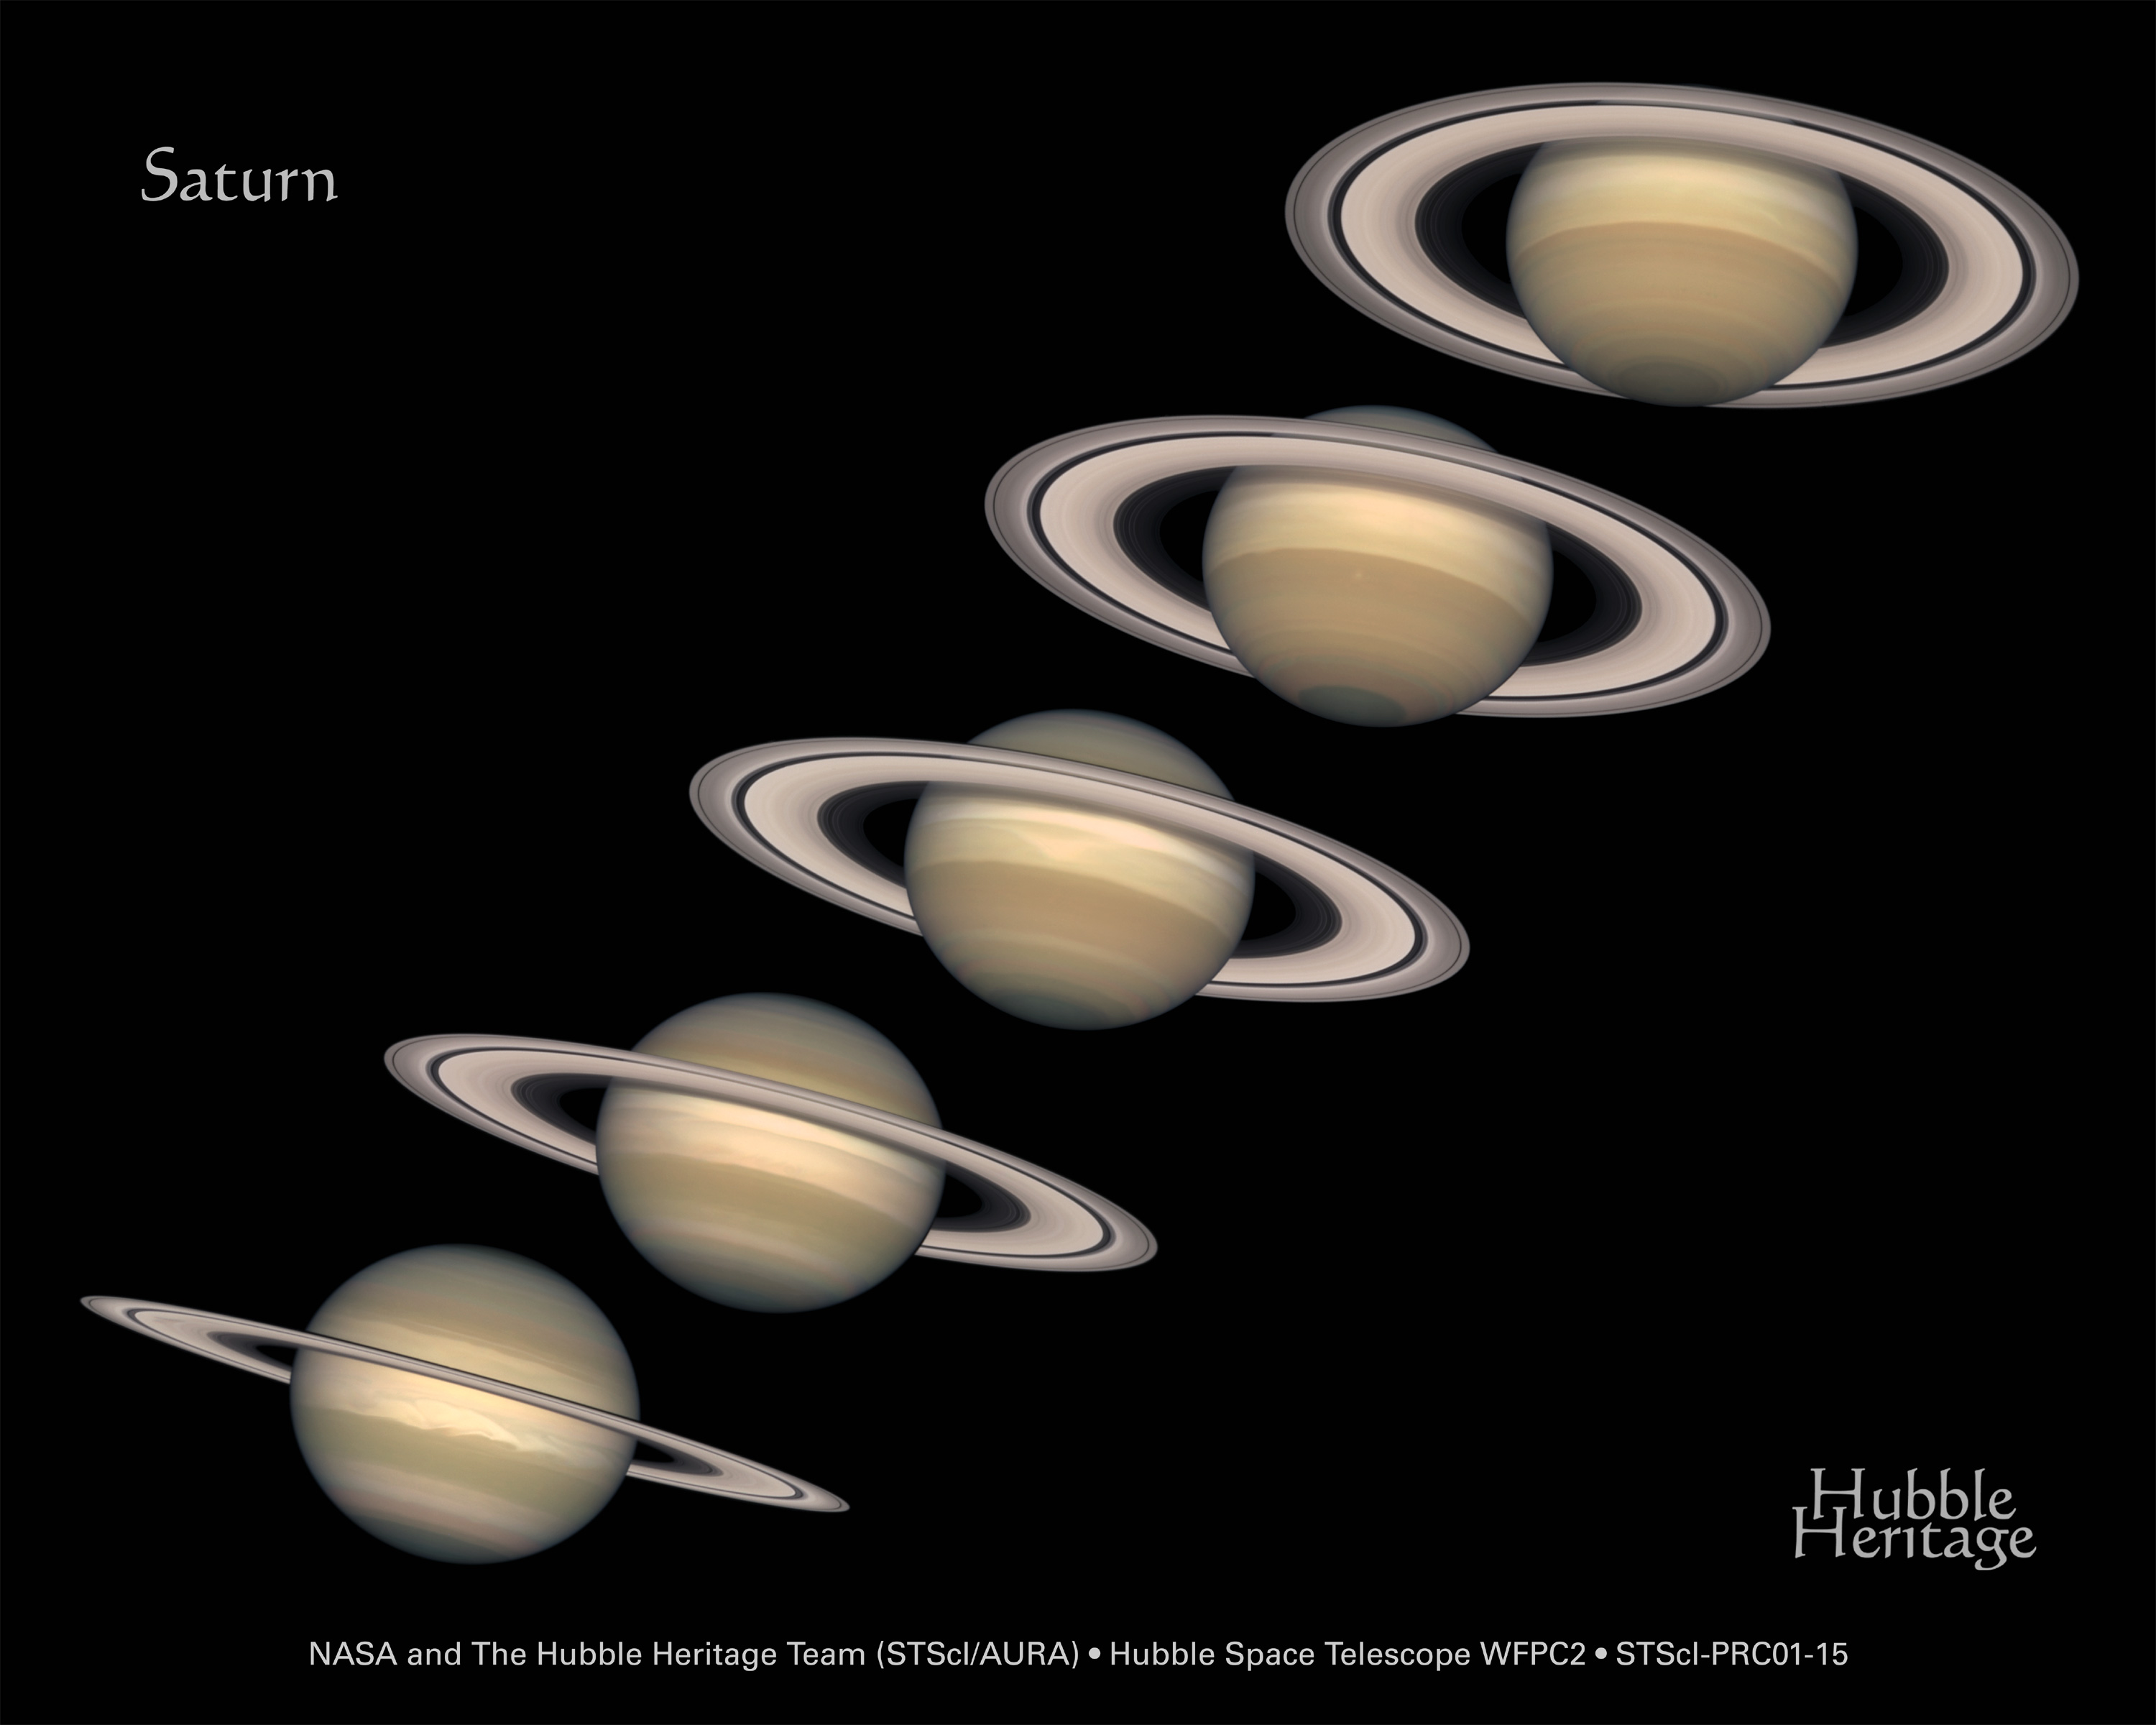 Saturn
Hubble
Heritage
NASA and The Hubble Heritage Team (STScI/AURA) • Hubble Space Telescope WFPC2 • STScI-PRC01-15